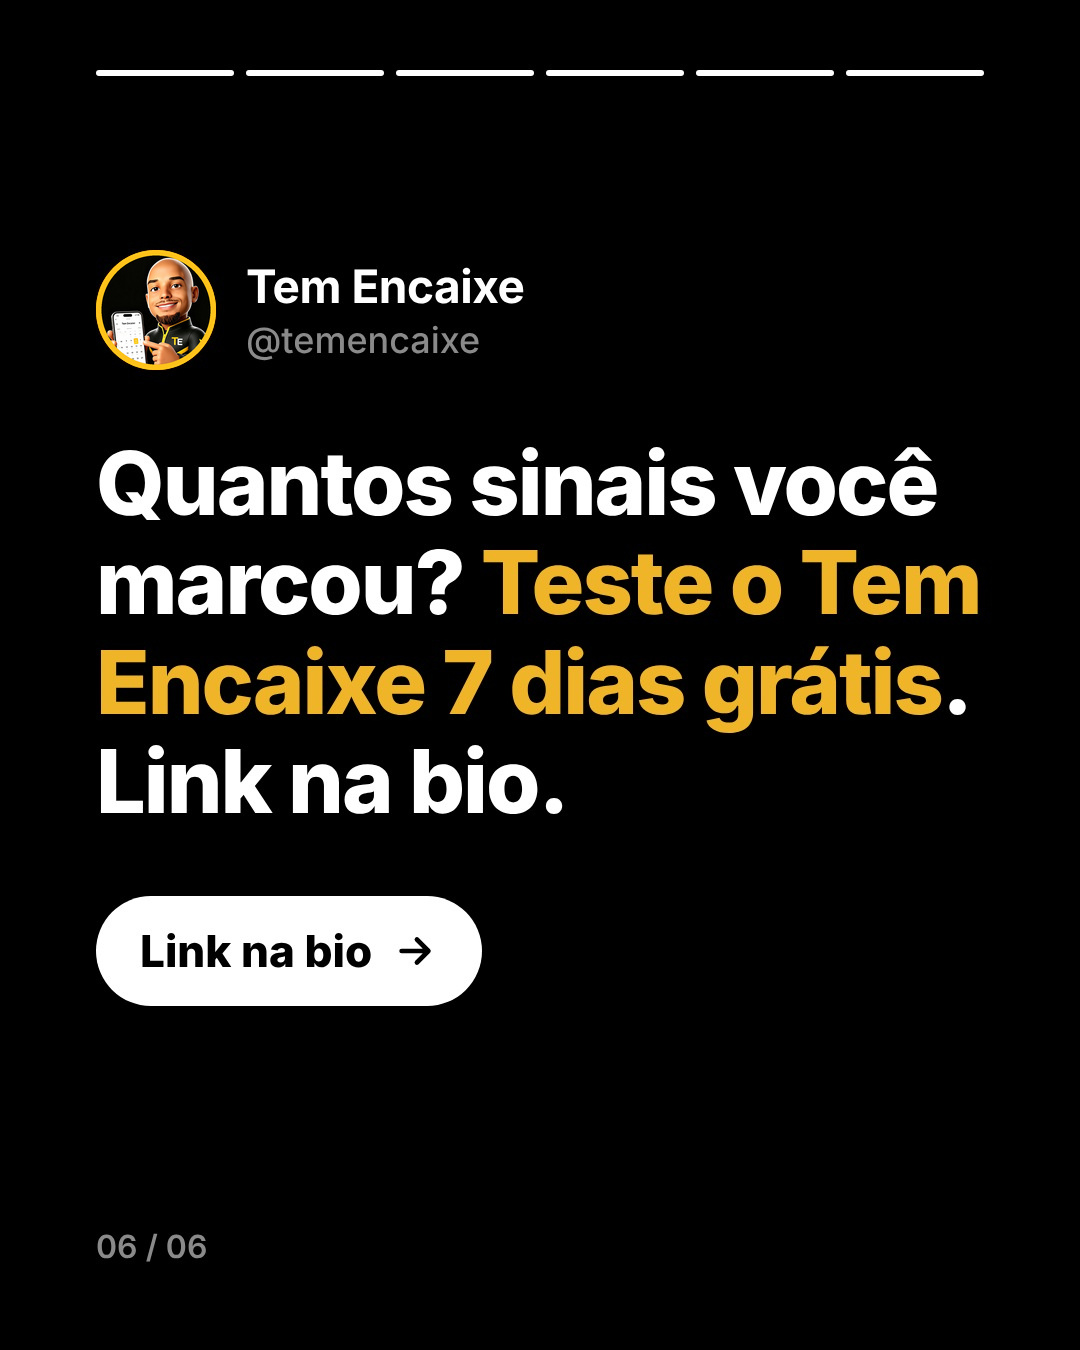 Tem Encaixe
@temencaixe
Quantos sinais você
marcou? Teste o Tem
Encaixe 7 dias grátis.
Link na bio.
Link na bio →
06 / 06
TE